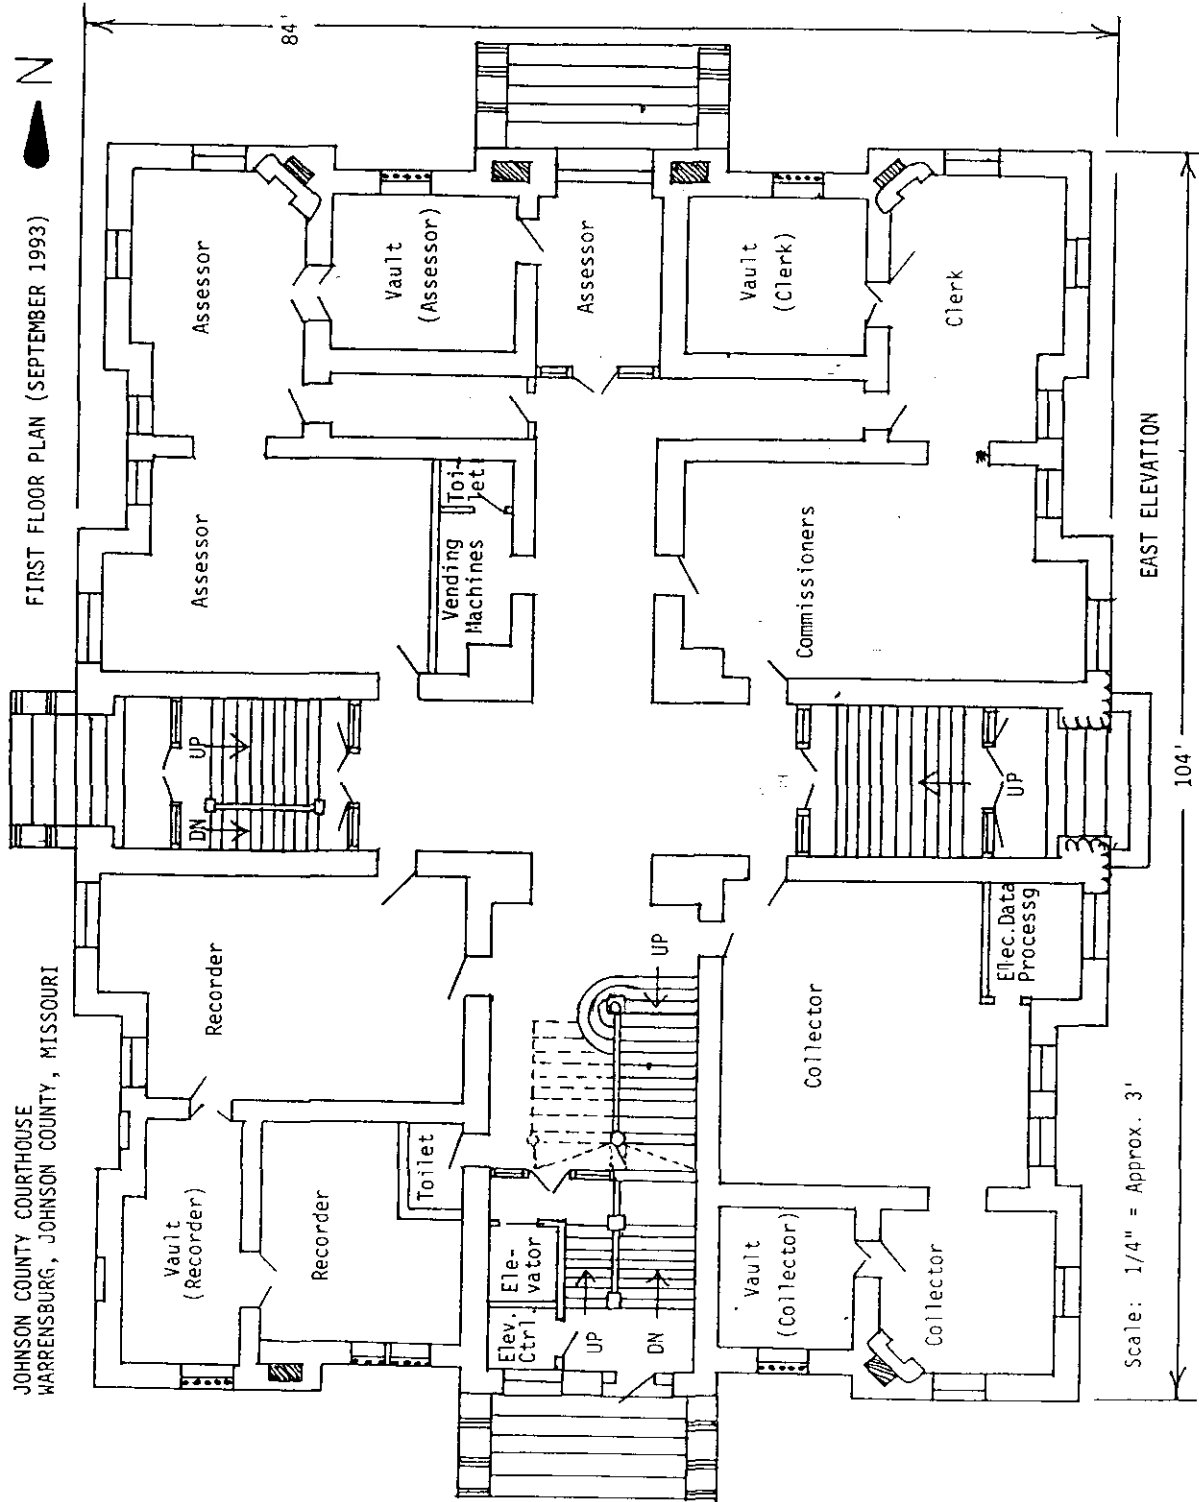 JOHNSON COUNTY COURTHOUSE
WARRENSBURG, JOHNSON COUNTY, MISSOURI
FIRST FLOOR PLAN (SEPTEMBER 1993)
N
84'
Vault
(Recorder)
Recorder
Assessor
Assessor
Recorder
Toilet
DN
UP
Vending
Machines
Toi-
let
Vault
(Assessor)
Elev.
Ctrl.
Ele-
vator
UP
DN
UP
Assessor
Vault
(Collector)
Collector
Collector
Elec.Data
Processg
UP
Commissioners
Vault
(Clerk)
Clerk
EAST ELEVATION
Scale: 1/4" = Approx. 3'
104'